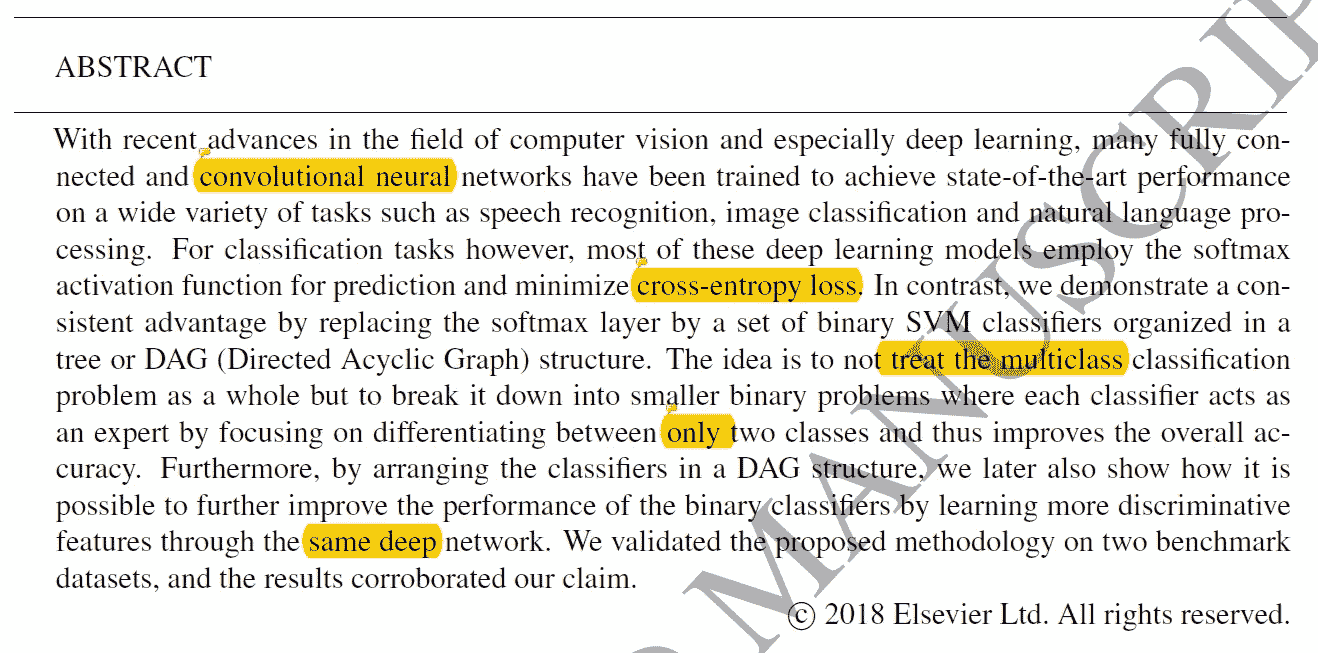 ABSTRACT
With recent advances in the field of computer vision and especially deep learning, many fully con-
nected and convolutional neural networks have been trained to achieve state-of-the-art performance
on a wide variety of tasks such as speech recognition, image classification and natural language pro-
cessing. For classification tasks however, most of these deep learning models employ the softmax
activation function for prediction and minimize cross-entropy loss. In contrast, we demonstrate a con-
sistent advantage by replacing the softmax layer by a set of binary SVM classifiers organized in a
tree or DAG (Directed Acyclic Graph) structure. The idea is to not treat the multiclass classification
problem as a whole but to break it down into smaller binary problems where each classifier acts as
an expert by focusing on differentiating between only two classes and thus improves the overall ac-
curacy. Furthermore, by arranging the classifiers in a DAG structure, we later also show how it is
possible to further improve the performance of the binary classifiers by learning more discriminative
features through the same deep network. We validated the proposed methodology on two benchmark
datasets, and the results corroborated our claim.
© 2018 Elsevier Ltd. All rights reserved.
MANUSCRIP